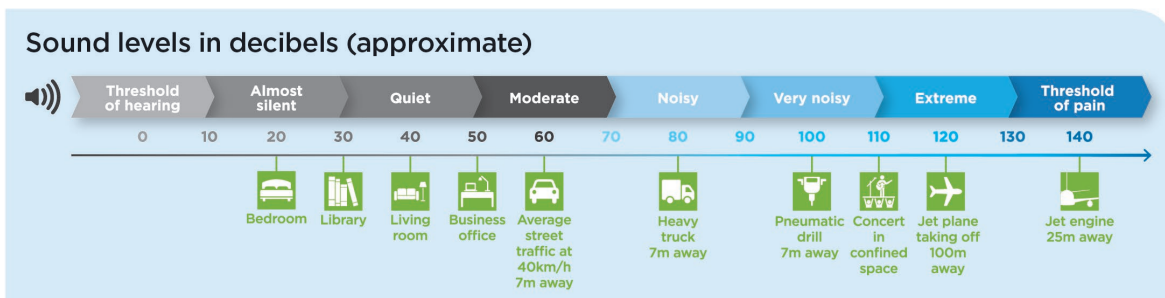 Sound levels in decibels (approximate)
Threshold of hearing
Almost silent
Quiet
Moderate
Noisy
Very noisy
Extreme
Threshold of pain
0 10 20 30 40 50 60 70 80 90 100 110 120 130 140
Bedroom
Library
Living
room
Business
office
Average
street
traffic at
40km/h
7m away
Heavy
truck
7m away
Pneumatic
drill
7m away
Concert
in
confined
space
Jet plane
taking off
100m
away
Jet engine
25m away